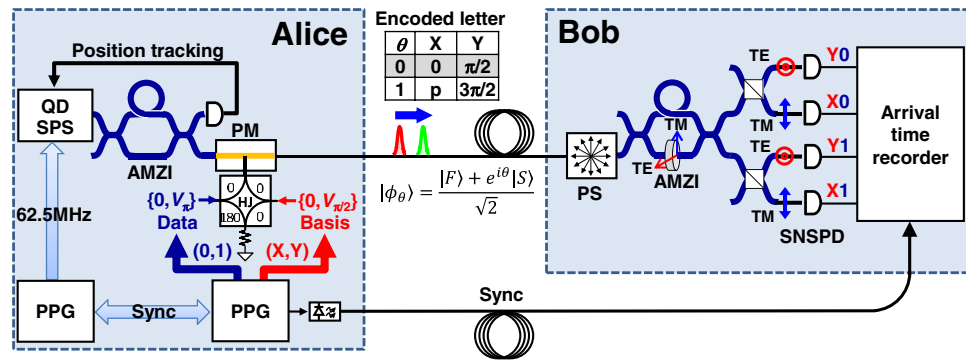 Alice
Position tracking
QD
SPS
AMZI
PM
62.5MHz
0 0
HJ
180 0
{0, Vπ}
Data
{0, Vπ/2}
Basis
(0,1)
(X,Y)
PPG
Sync
PPG
Encoded letter
θ X Y
0 0 π/2
1 p 3π/2
|ϕθ⟩ = |F⟩ + e^{iθ}|S⟩ / √2
Sync
Bob
PS
TM
TE
AMZI
TE
TM
TE
TM
SNSPD
Y0
X0
Y1
X1
Arrival
time
recorder